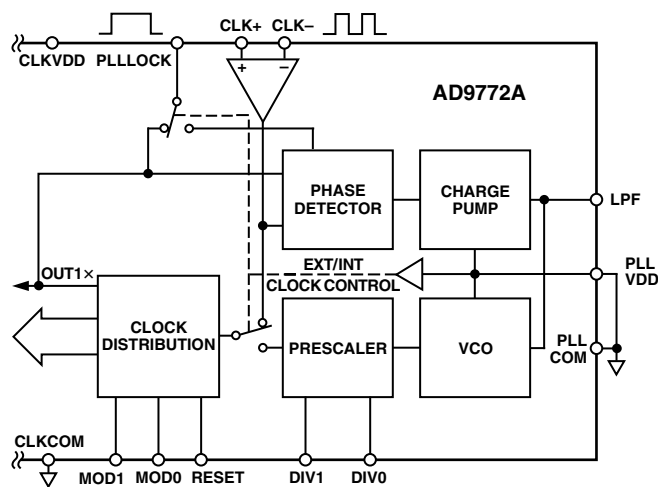 CLK+ CLK–
CLKVDD PLLLOCK
+ –
AD9772A
PHASE
DETECTOR
CHARGE
PUMP
LPF
OUT1×
EXT/INT
CLOCK CONTROL
PLL
VDD
CLOCK
DISTRIBUTION
PRESCALER
VCO
PLL
COM
CLKCOM
MOD1 MOD0 RESET DIV1 DIV0